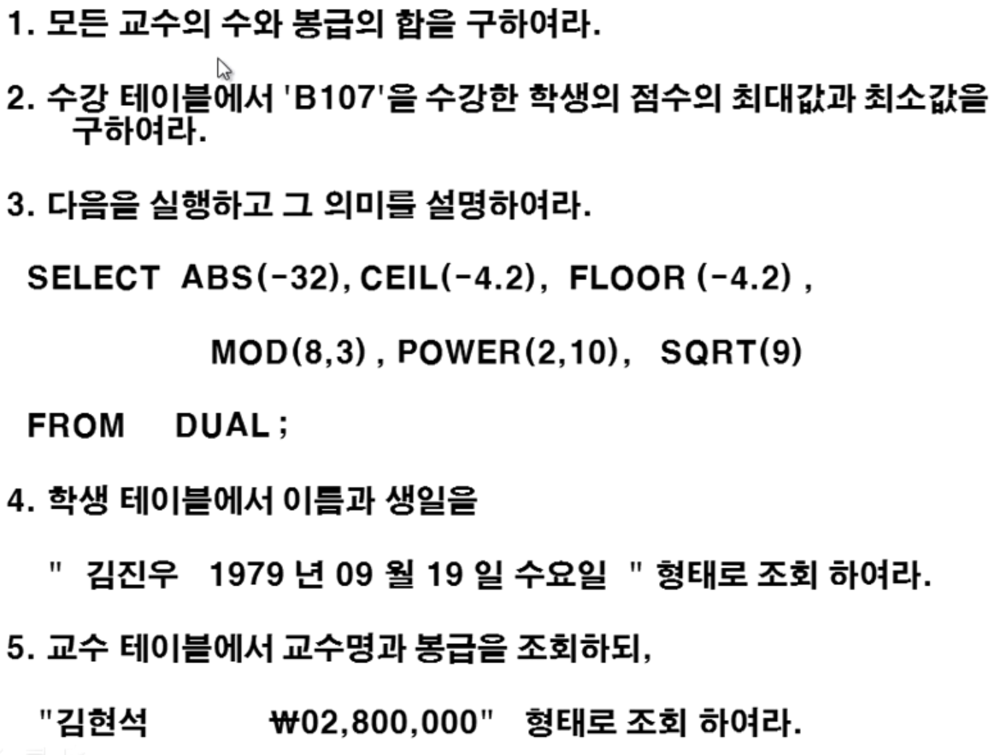 1. 모든 교수의 수와 봉급의 합을 구하여라.
2. 수강 테이블에서 'B107'을 수강한 학생의 점수의 최대값과 최소값을
구하여라.
3. 다음을 실행하고 그 의미를 설명하여라.
SELECT ABS(-32), CEIL(-4.2), FLOOR (-4.2) ,
MOD(8,3) , POWER(2,10), SQRT(9)
FROM DUAL ;
4. 학생 테이블에서 이름과 생일을
" 김진우 1979 년 09 월 19 일 수요일 " 형태로 조회 하여라.
5. 교수 테이블에서 교수명과 봉급을 조회하되,
"김현석 ₩02,800,000" 형태로 조회 하여라.